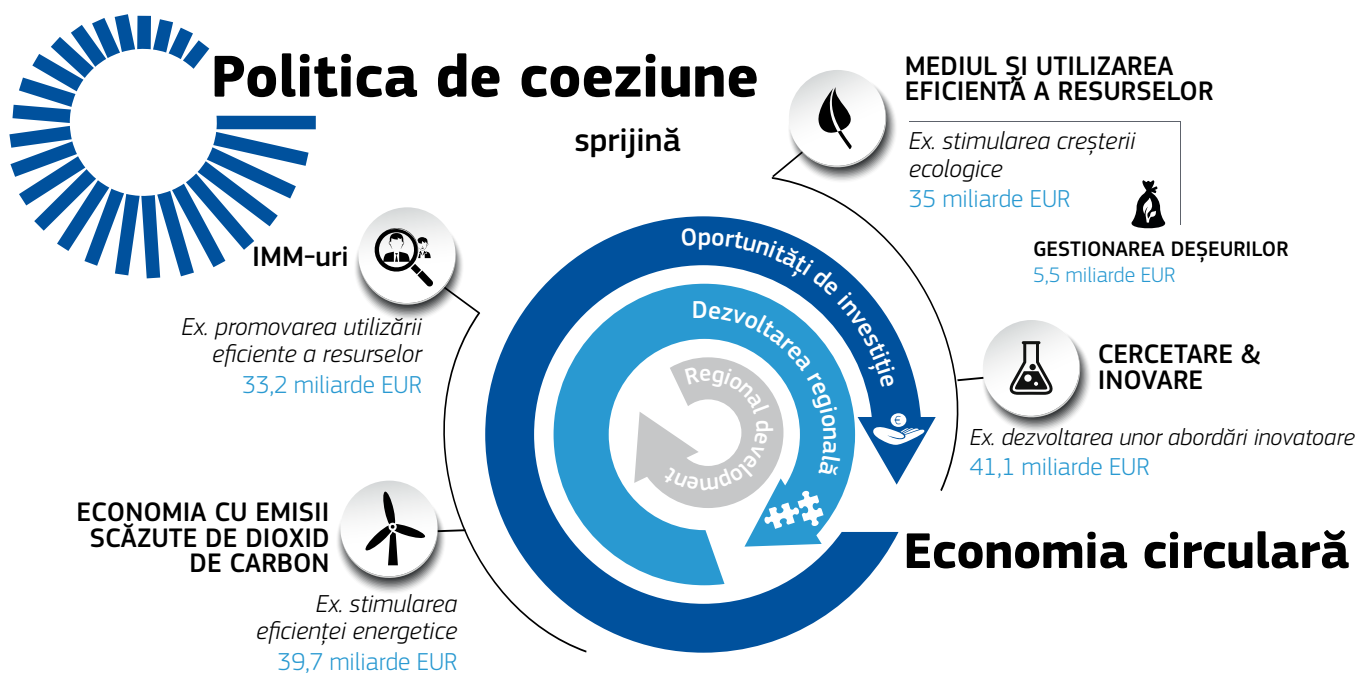 Politica de coeziune
sprijină
MEDIUL ȘI UTILIZAREA
EFICIENTĂ A RESURSELOR
Ex. stimularea creșterii
ecologice
35 miliarde EUR
GESTIONAREA DEȘEURILOR
5,5 miliarde EUR
IMM-uri
Ex. promovarea utilizării
eficiente a resurselor
33,2 miliarde EUR
Oportunități de investiție
€
Dezvoltarea regională
Regional development
CERCETARE &
INOVARE
Ex. dezvoltarea unor abordări inovatoare
41,1 miliarde EUR
ECONOMIA CU EMISII
SCĂZUTE DE DIOXID
DE CARBON
Ex. stimularea
eficienței energetice
39,7 miliarde EUR
Economia circulară